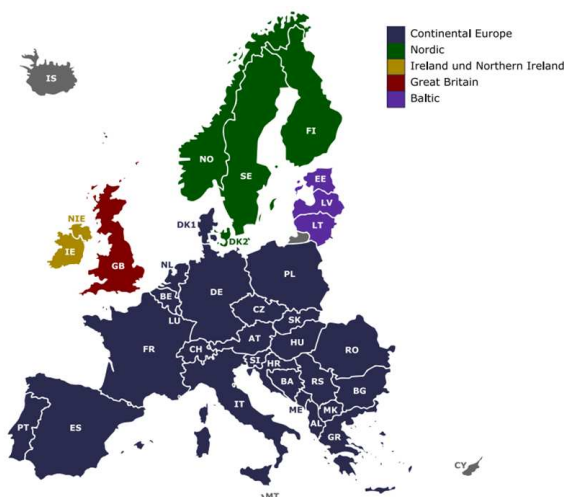 Continental Europe
Nordic
Ireland und Northern Ireland
Great Britain
Baltic
IS
NO
SE
FI
EE
LV
LT
DK1
DK2
NIE
IE
GB
NL
BE
LU
DE
PL
CZ
SK
FR
CH
AT
HU
RO
SI
HR
BA
RS
BG
IT
ME
MK
AL
GR
PT
ES
CY
MT